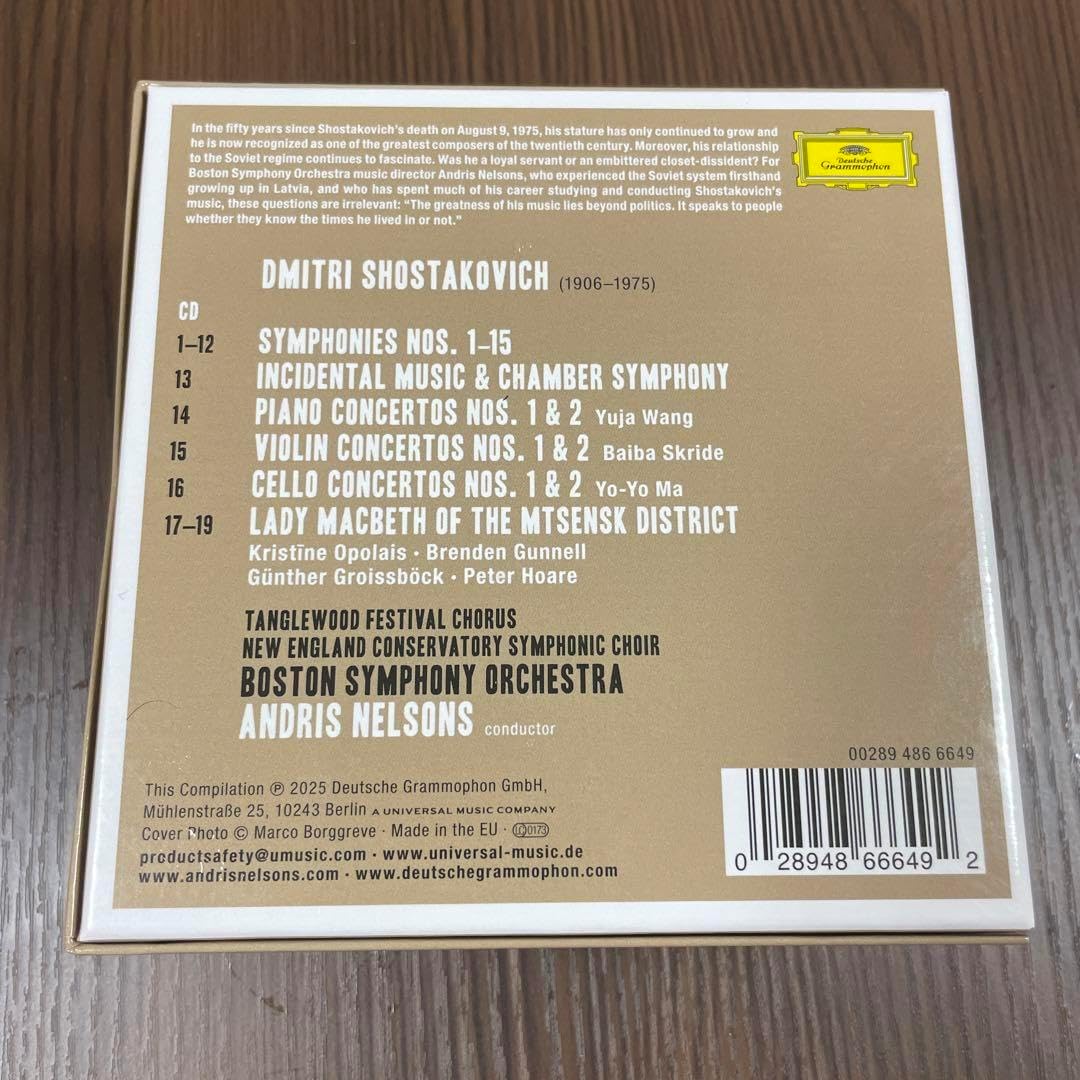 In the fifty years since Shostakovich's death on August 9, 1975, his stature has only continued to grow and
he is now recognized as one of the greatest composers of the twentieth century. Moreover, his relationship
to the Soviet regime continues to fascinate. Was he a loyal servant or an embittered closet-dissident? For
Boston Symphony Orchestra music director Andris Nelsons, who experienced the Soviet system firsthand
growing up in Latvia, and who has spent much of his career studying and conducting Shostakovich's
music, these questions are irrelevant: “The greatness of his music lies beyond politics. It speaks to people
whether they know the times he lived in or not.”
Deutsche
Grammophon
DMITRI SHOSTAKOVICH (1906–1975)
CD
1–12 SYMPHONIES NOS. 1–15
13 INCIDENTAL MUSIC & CHAMBER SYMPHONY
14 PIANO CONCERTOS NOS. 1 & 2 Yuja Wang
15 VIOLIN CONCERTOS NOS. 1 & 2 Baiba Skride
16 CELLO CONCERTOS NOS. 1 & 2 Yo-Yo Ma
17–19 LADY MACBETH OF THE MTSENSK DISTRICT
Kristīne Opolais · Brenden Gunnell
Günther Groissböck · Peter Hoare
TANGLEWOOD FESTIVAL CHORUS
NEW ENGLAND CONSERVATORY SYMPHONIC CHOIR
BOSTON SYMPHONY ORCHESTRA
ANDRIS NELSONS conductor
00289 486 6649
This Compilation ℗ 2025 Deutsche Grammophon GmbH,
Mühlenstraße 25, 10243 Berlin A UNIVERSAL MUSIC COMPANY
Cover Photo © Marco Borggreve · Made in the EU · LC 0173
productsafety@umusic.com · www.universal-music.de
www.andrisnelsons.com · www.deutschegrammophon.com
0 28948 66649 2